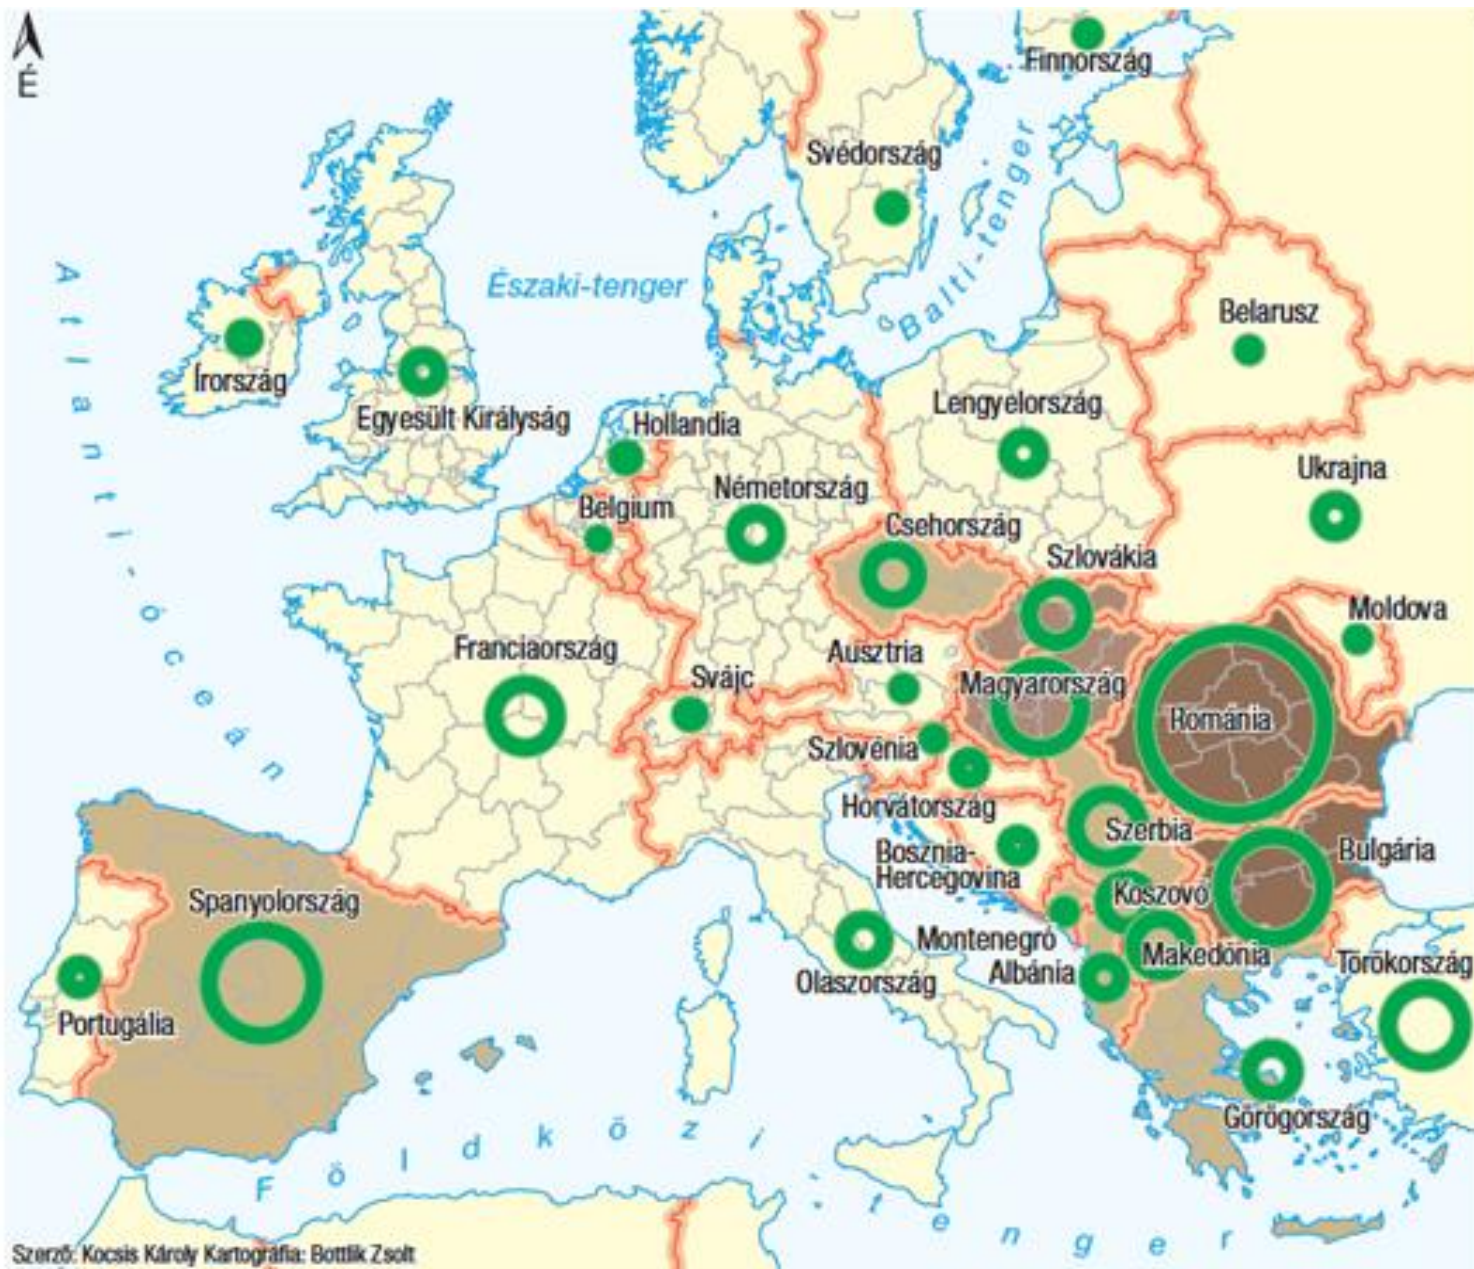 É
Finnország
Svédország
Balti-tenger
Északi-tenger
Atlanti-óceán
Belarusz
Írország
Egyesült Királyság
Hollandia
Lengyelország
Ukrajna
Németország
Belgium
Csehország
Szlovákia
Moldova
Franciaország
Ausztria
Svájc
Magyarország
Románia
Szlovénia
Horvátország
Szerbia
Bosznia-
Hercegovina
Bulgária
Koszovó
Spanyolország
Montenegró
Makedónia
Albánia
Törökország
Olaszország
Portugália
Görögország
Földközi-tenger
Szerző: Kocsis Károly Kartográfia: Bottlik Zsolt